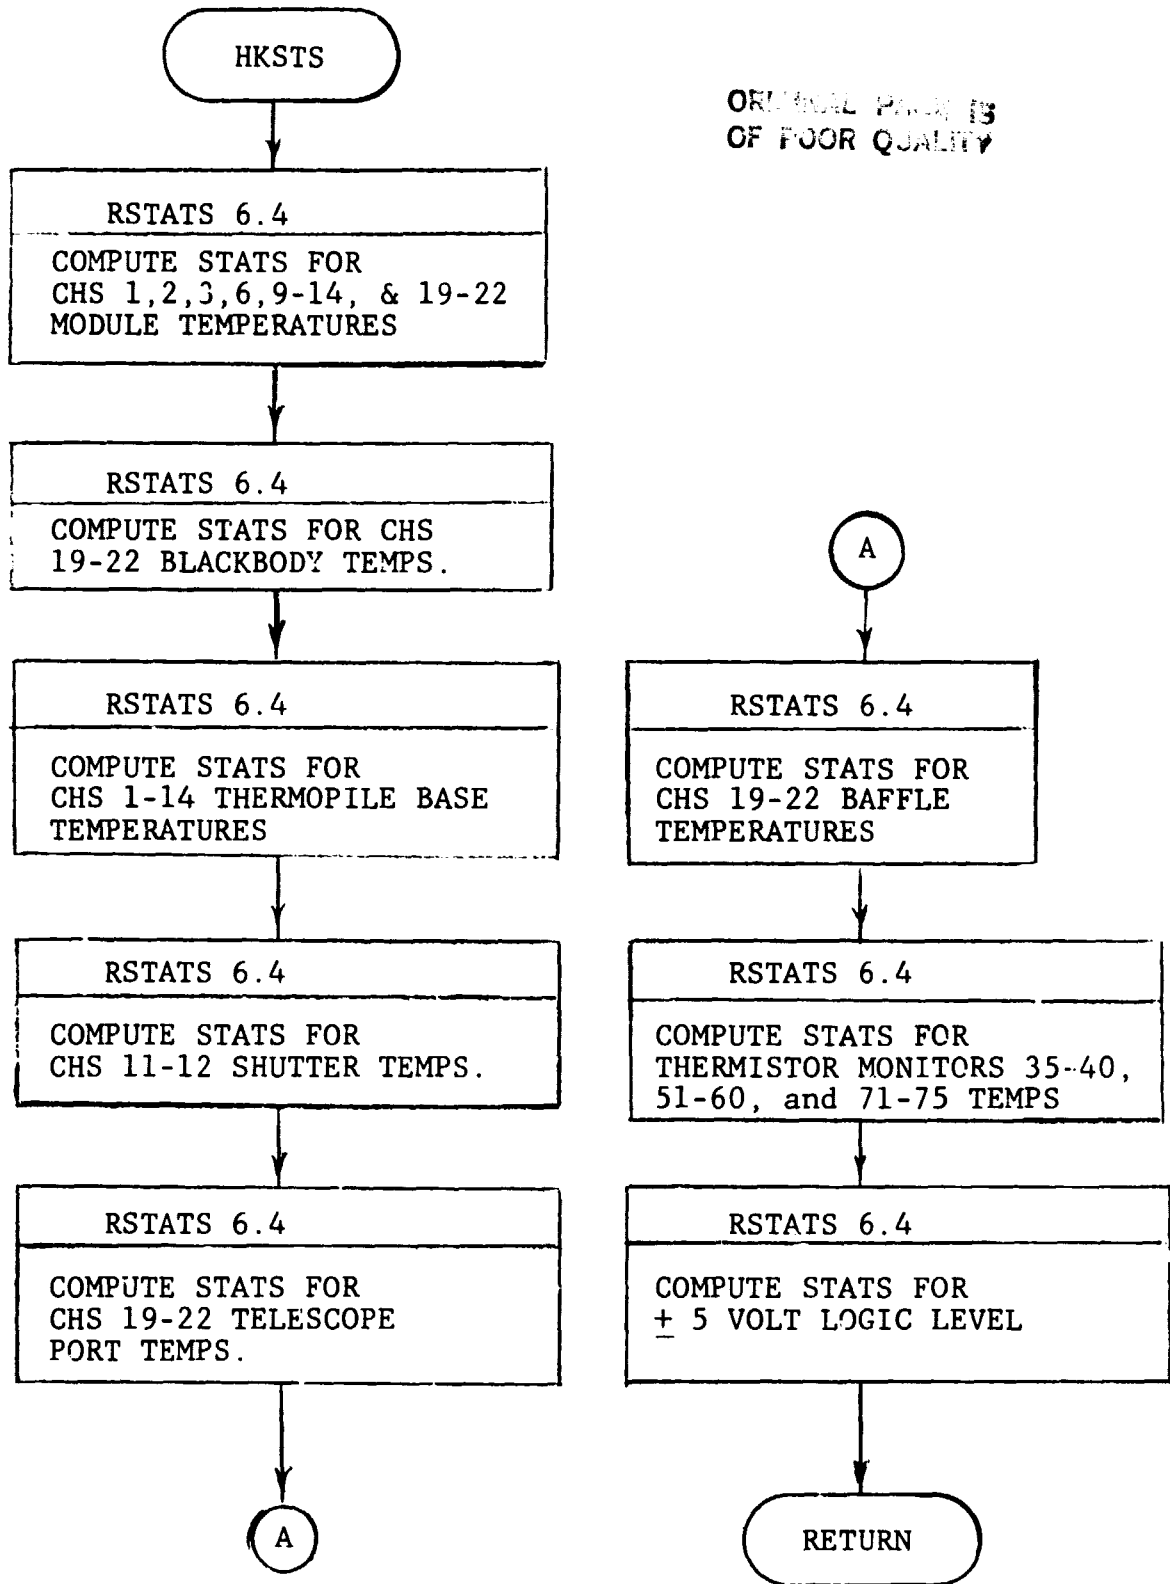 HKSTS
OF POOR QUALITY
RSTATS 6.4
COMPUTE STATS FOR
CHS 1,2,3,6,9-14, & 19-22
MODULE TEMPERATURES
RSTATS 6.4
COMPUTE STATS FOR CHS
19-22 BLACKBODY TEMPS.
RSTATS 6.4
COMPUTE STATS FOR
CHS 1-14 THERMOPILE BASE
TEMPERATURES
RSTATS 6.4
COMPUTE STATS FOR
CHS 11-12 SHUTTER TEMPS.
RSTATS 6.4
COMPUTE STATS FOR
CHS 19-22 TELESCOPE
PORT TEMPS.
A
A
RSTATS 6.4
COMPUTE STATS FOR
CHS 19-22 BAFFLE
TEMPERATURES
RSTATS 6.4
COMPUTE STATS FOR
THERMISTOR MONITORS 35-40,
51-60, and 71-75 TEMPS
RSTATS 6.4
COMPUTE STATS FOR
± 5 VOLT LOGIC LEVEL
RETURN